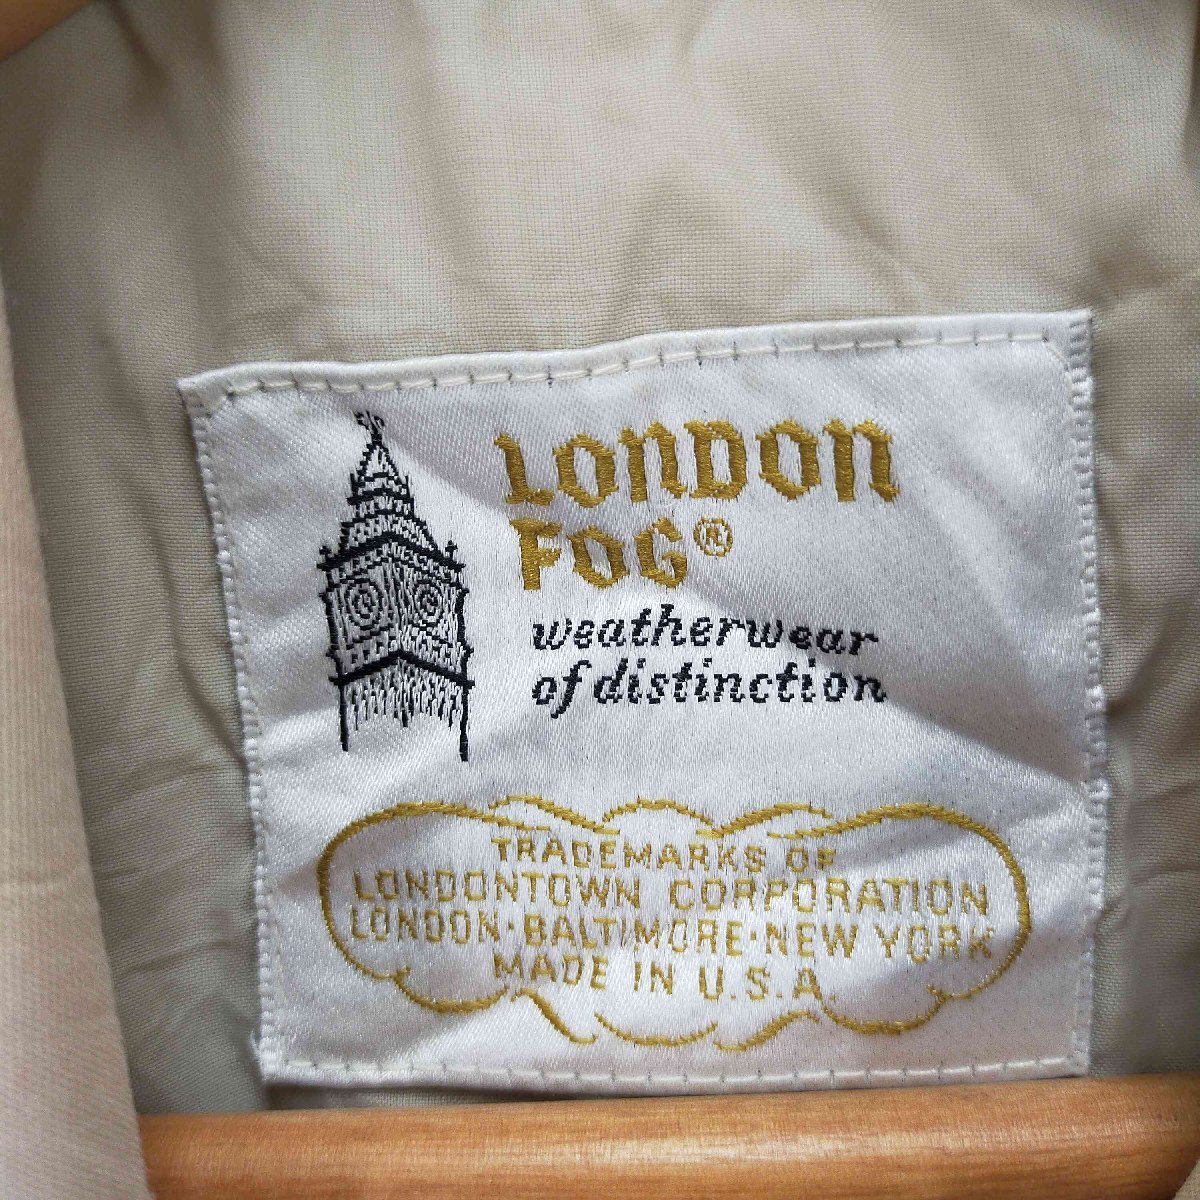 LONDON
FOG®
weatherwear
of distinction
TRADEMARKS OF
LONDONTOWN CORPORATION
LONDON·BALTIMORE·NEW YORK
MADE IN U.S.A.